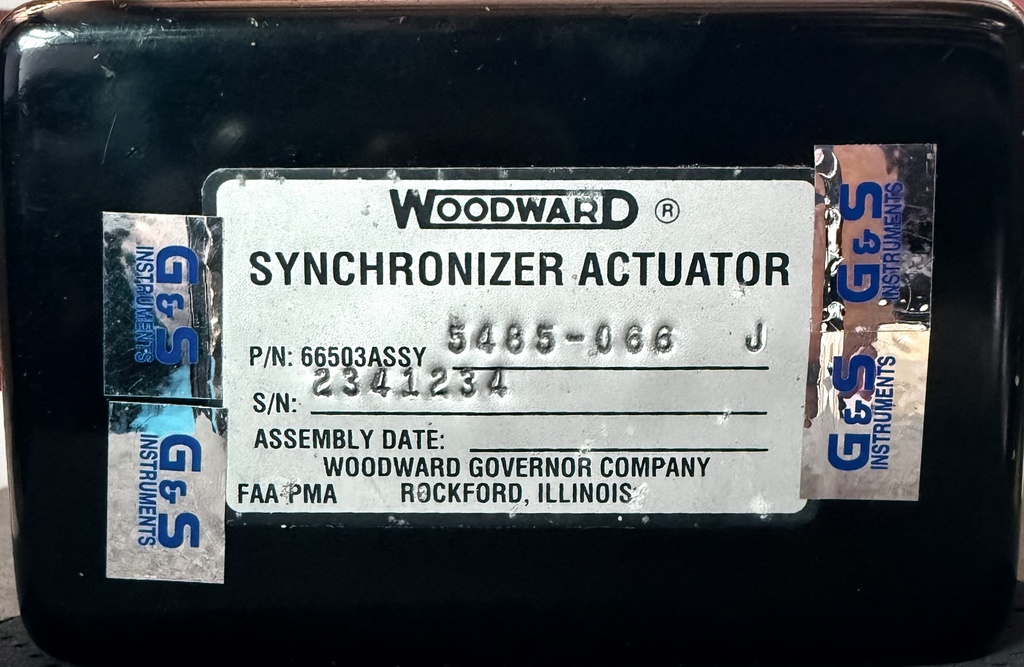 WOODWARD ®
SYNCHRONIZER ACTUATOR
P/N: 66503ASSY 5485-066 J
S/N: 2341234
ASSEMBLY DATE:
WOODWARD GOVERNOR COMPANY
FAA-PMA ROCKFORD, ILLINOIS
G&S
INSTRUMENTS
G&S
INSTRUMENTS
G&S
INSTRUMENTS
G&S
INSTRUMENTS